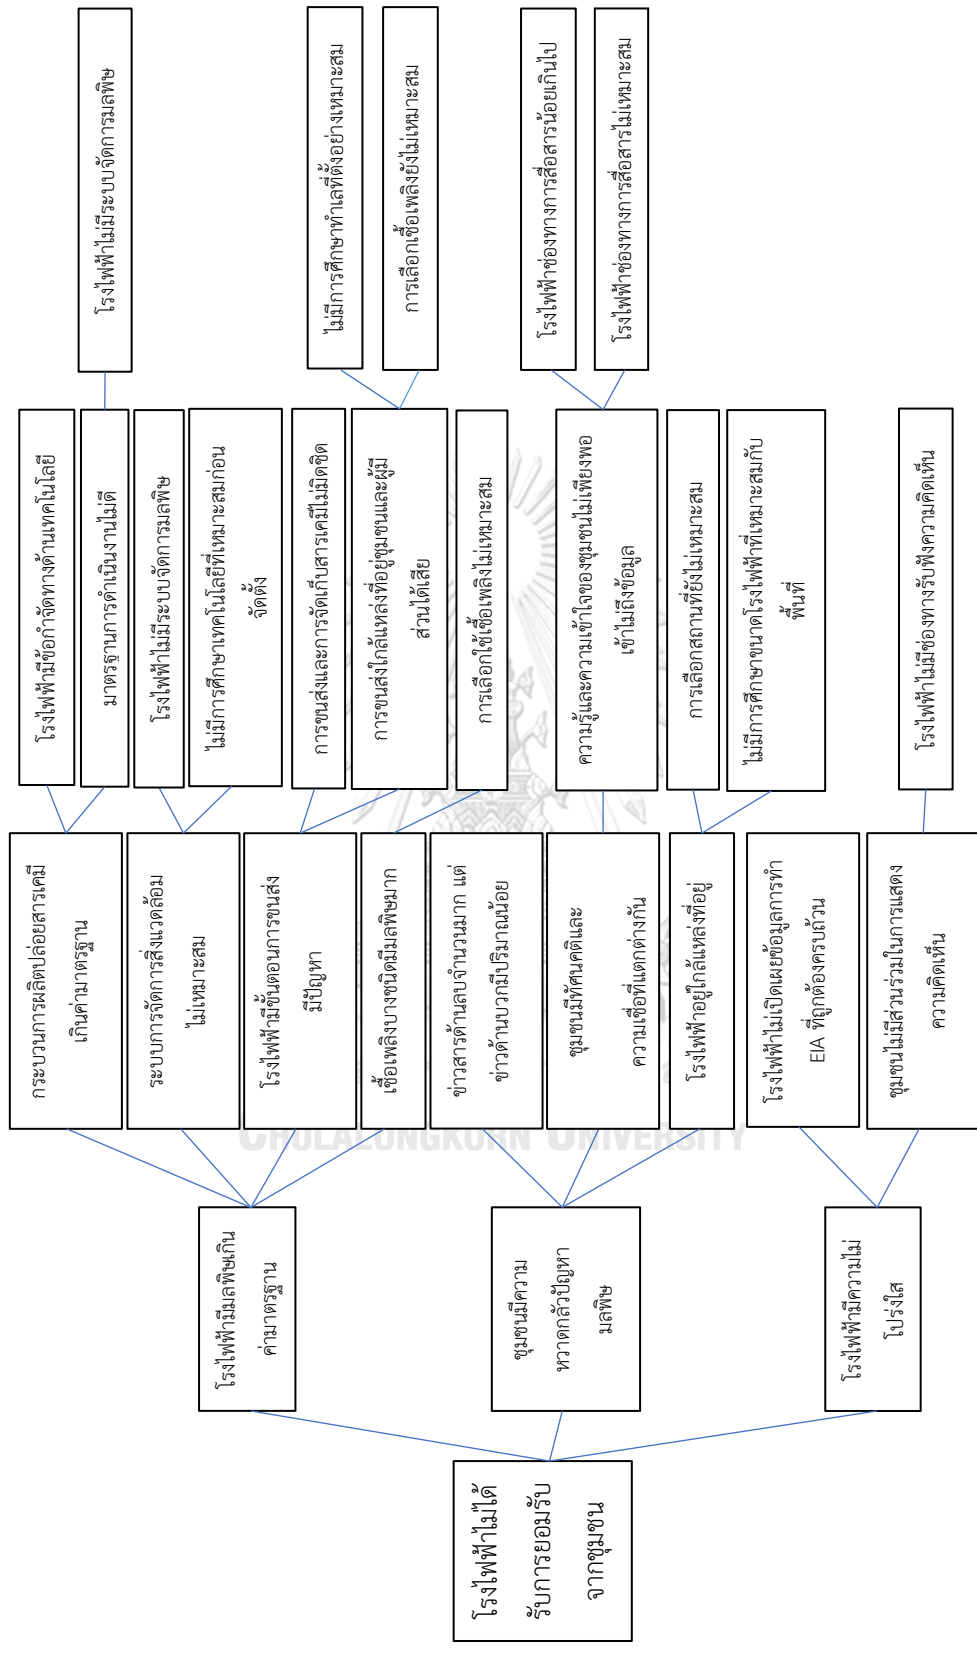 โรงไฟฟ้าไม่ได้
รับการยอมรับ
จากชุมชน
โรงไฟฟ้ามีมลพิษเกิน
ค่ามาตรฐาน
ชุมชนมีความ
หวาดกลัวปัญหา
มลพิษ
โรงไฟฟ้ามีความไม่
โปร่งใส
กระบวนการผลิตปล่อยสารเคมี
เกินค่ามาตรฐาน
ระบบการจัดการสิ่งแวดล้อม
ไม่เหมาะสม
โรงไฟฟ้ามีขั้นตอนการขนส่ง
มีปัญหา
เชื้อเพลิงบางชนิดมีมลพิษมาก
ข่าวสารด้านลบจำนวนมาก แต่
ข่าวด้านบวกมีปริมาณน้อย
ชุมชนมีทัศนคติและ
ความเชื่อที่แตกต่างกัน
โรงไฟฟ้าอยู่ใกล้แหล่งที่อยู่
โรงไฟฟ้าไม่เปิดเผยข้อมูลการทำ
EIA ที่ถูกต้องครบถ้วน
ชุมชนไม่มีส่วนร่วมในการแสดง
ความคิดเห็น
โรงไฟฟ้ามีข้อกำจัดทางด้านเทคโนโลยี
มาตรฐานการดำเนินงานไม่ดี
โรงไฟฟ้าไม่มีระบบจัดการมลพิษ
ไม่มีการศึกษาเทคโนโลยีที่เหมาะสมก่อน
จัดตั้ง
การขนส่งและการจัดเก็บสารเคมีไม่มิดชิด
การขนส่งใกล้แหล่งที่อยู่ชุมชนและผู้มี
ส่วนได้เสีย
การเลือกใช้เชื้อเพลิงไม่เหมาะสม
ความรู้และความเข้าใจของชุมชนไม่เพียงพอ
เข้าไม่ถึงข้อมูล
การเลือกสถานที่ยังไม่เหมาะสม
ไม่มีการศึกษาขนาดโรงไฟฟ้าที่เหมาะสมกับ
พื้นที่
โรงไฟฟ้าไม่มีช่องทางรับฟังความคิดเห็น
โรงไฟฟ้าไม่มีระบบจัดการมลพิษ
ไม่มีการศึกษาทำเลที่ตั้งอย่างเหมาะสม
การเลือกเชื้อเพลิงยังไม่เหมาะสม
โรงไฟฟ้าช่องทางการสื่อสารน้อยเกินไป
โรงไฟฟ้าช่องทางการสื่อสารไม่เหมาะสม
CHULALONGKORN UNIVERSITY